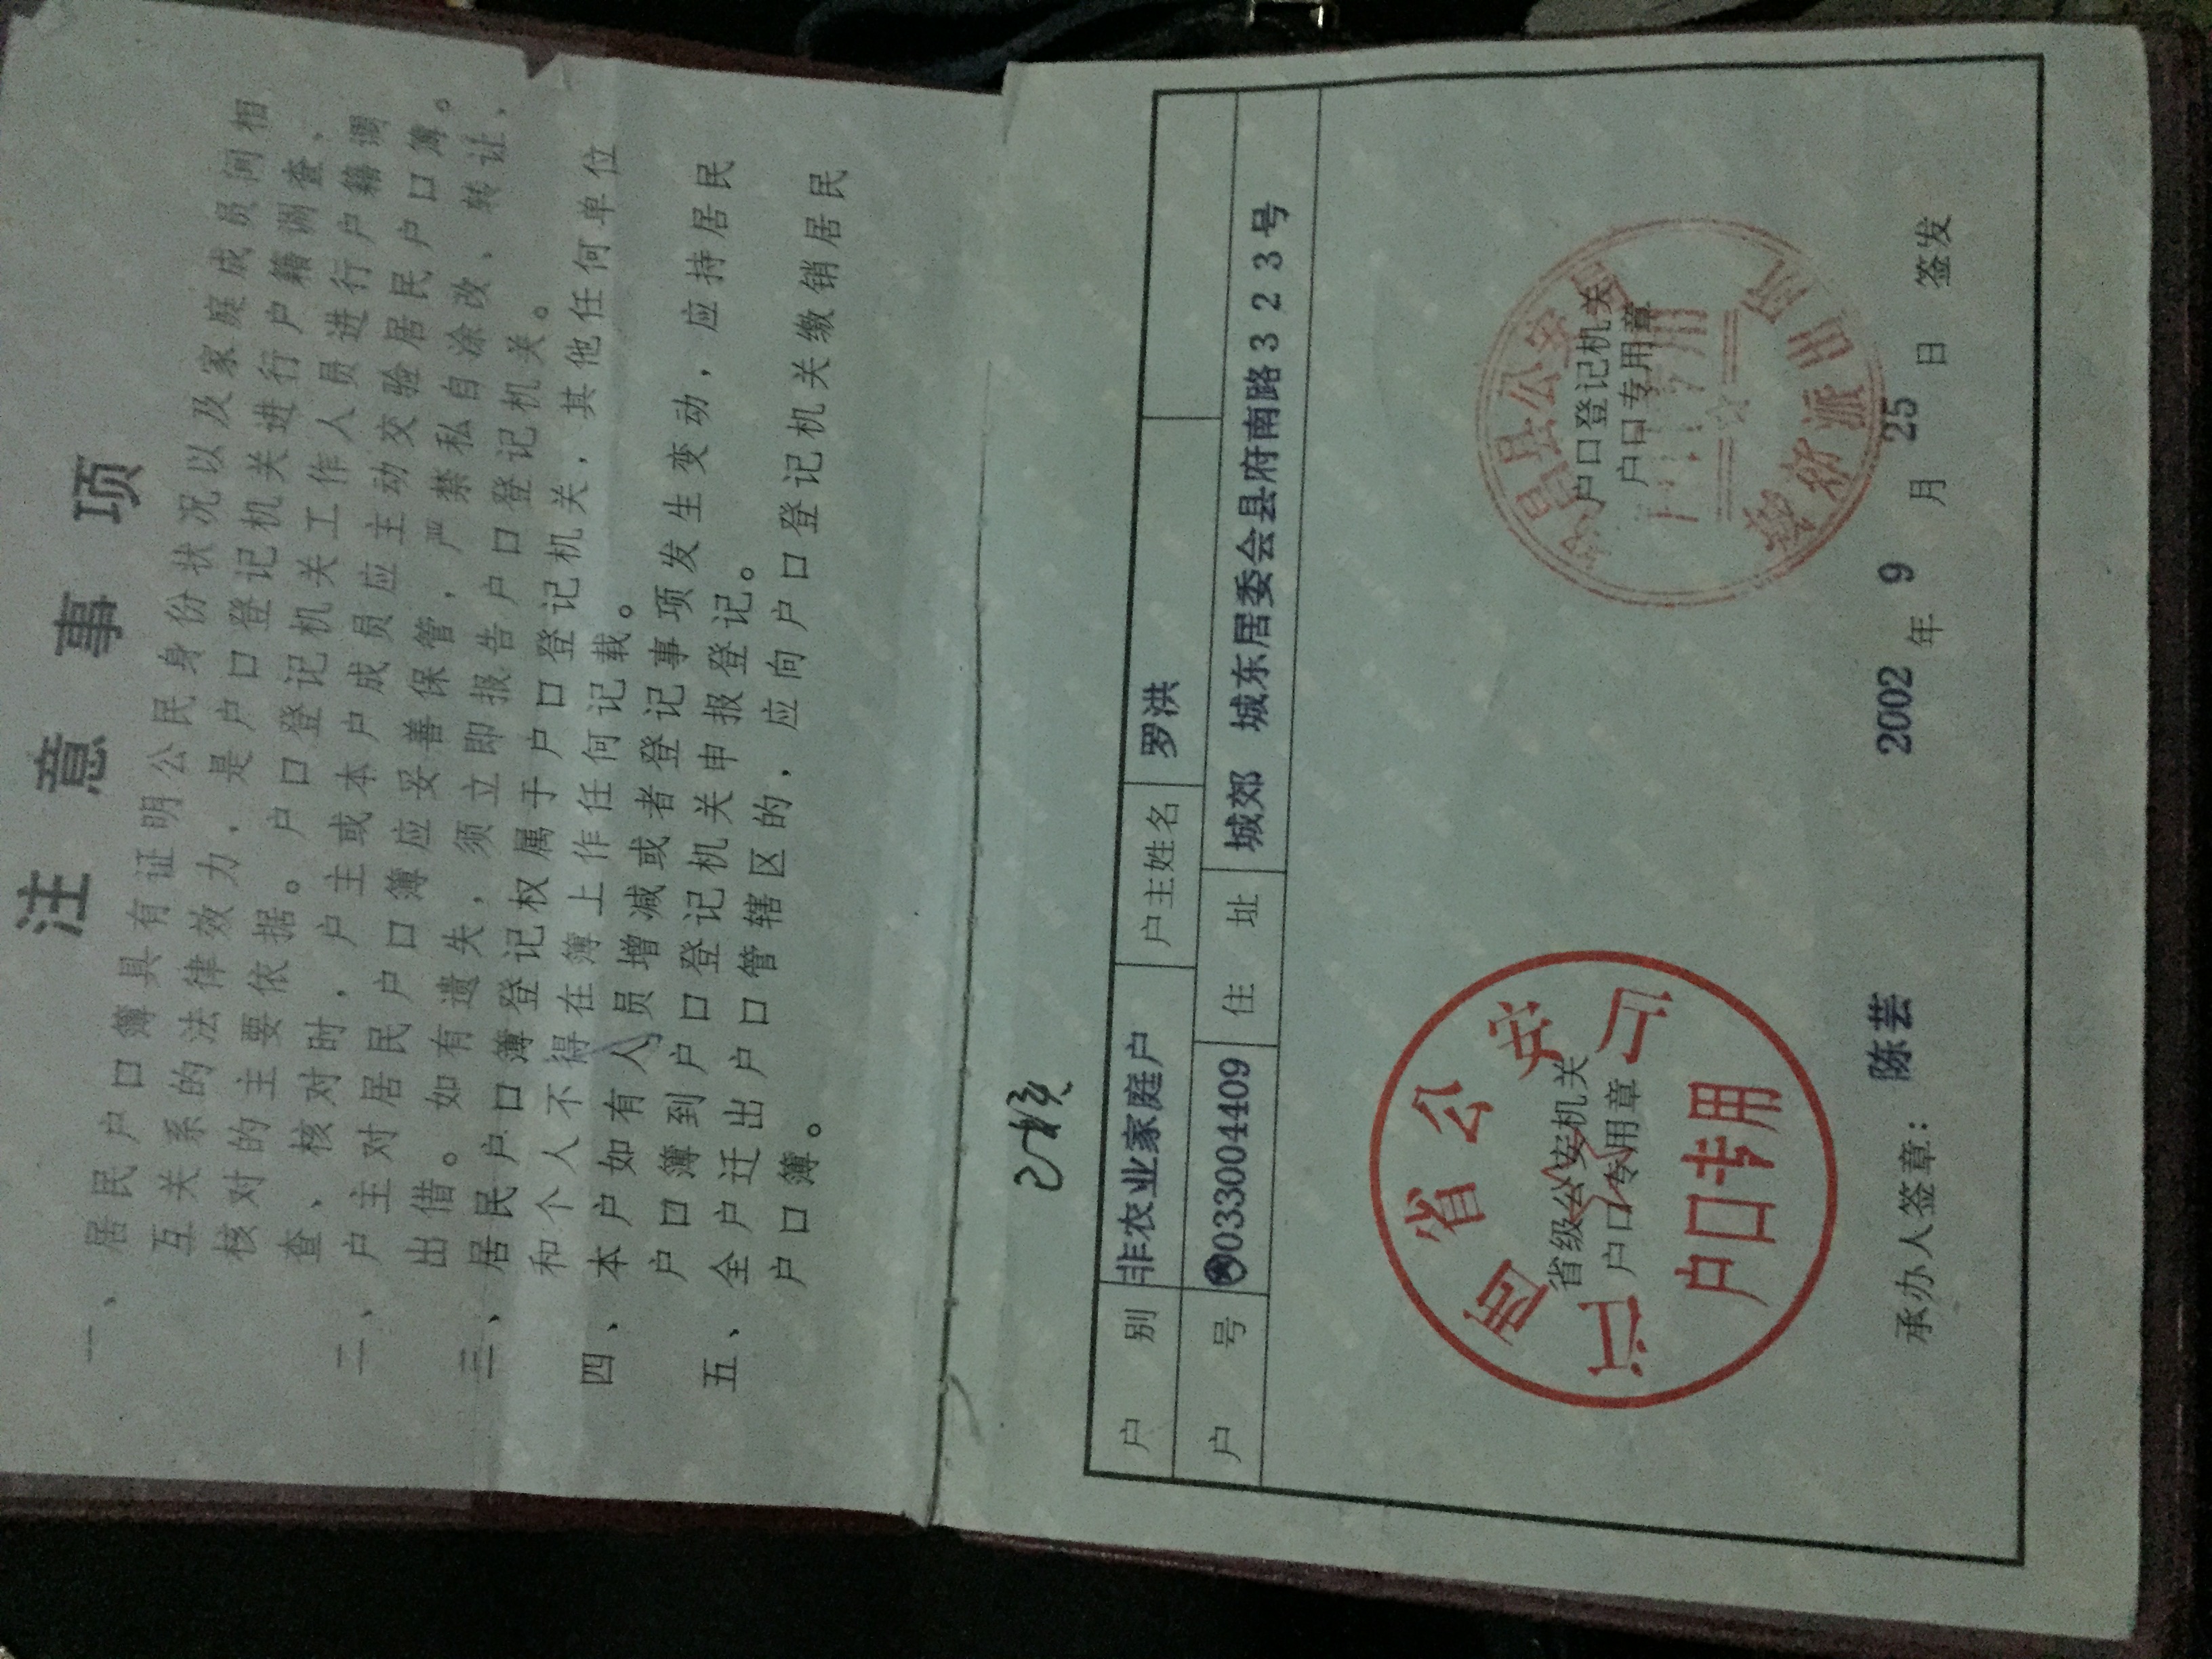 注意事项
一、居民户口簿具有证明公民身份状况以及家庭成员间相
互关系的法律效力，是户口登记机关进行户籍调查、
核对的主要依据。户口登记机关工作人员进行户籍调
查、核对时，户主或本户成员应主动交验居民户口簿。
二、户主对居民户口簿应妥善保管，严禁私自涂改、转让、
出借。如有遗失，须立即报告户口登记机关。
三、居民户口簿登记权属于户口登记机关，其他任何单位
和个人不得在簿上作任何记载。
四、本户如有人员增减或者登记事项发生变动，应持居民
户口簿到户口登记机关申报登记。
五、全户迁出户口管辖区的，应向户口登记机关缴销居民
户口簿。
已核
户别 非农业家庭户 户主姓名 罗洪
户号 033004409 住址 城郊 城东居委会县府南路323号
江西省公安厅
省级公安机关
户口专用章
户口专用
昌县公安局
户口登记机关
户口专用章
户口专用
城郊派出所
承办人签章：陈芸 2002年9月25日签发